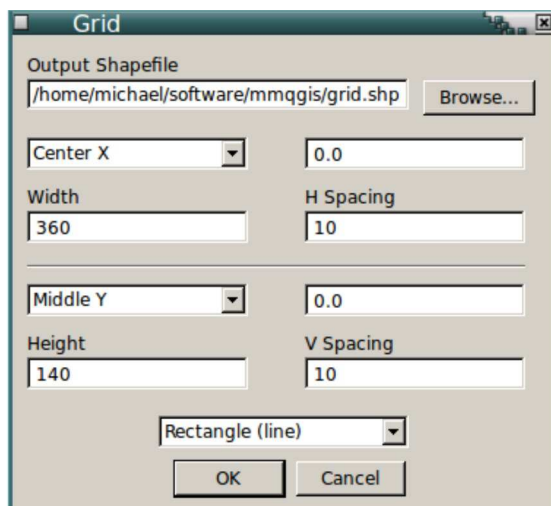 Grid
Output Shapefile
/home/michael/software/mmqgis/grid.shp Browse...
Center X 0.0
Width H Spacing
360 10
Middle Y 0.0
Height V Spacing
140 10
Rectangle (line)
OK Cancel